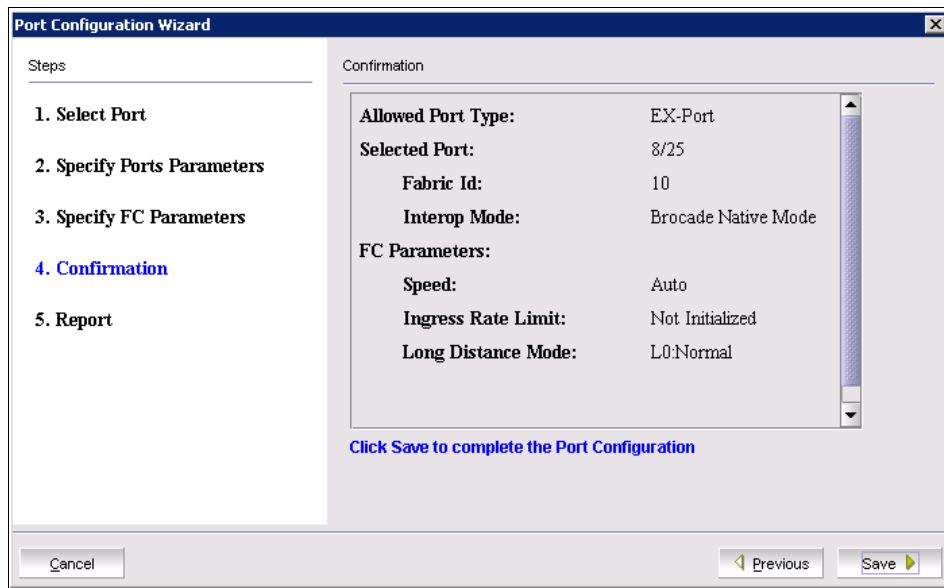 Port Configuration Wizard
Steps
1. Select Port
2. Specify Ports Parameters
3. Specify FC Parameters
4. Confirmation
5. Report
Confirmation
Allowed Port Type: EX-Port
Selected Port: 8/25
Fabric Id: 10
Interop Mode: Brocade Native Mode
FC Parameters:
Speed: Auto
Ingress Rate Limit: Not Initialized
Long Distance Mode: L0:Normal
Click Save to complete the Port Configuration
Cancel
Previous
Save